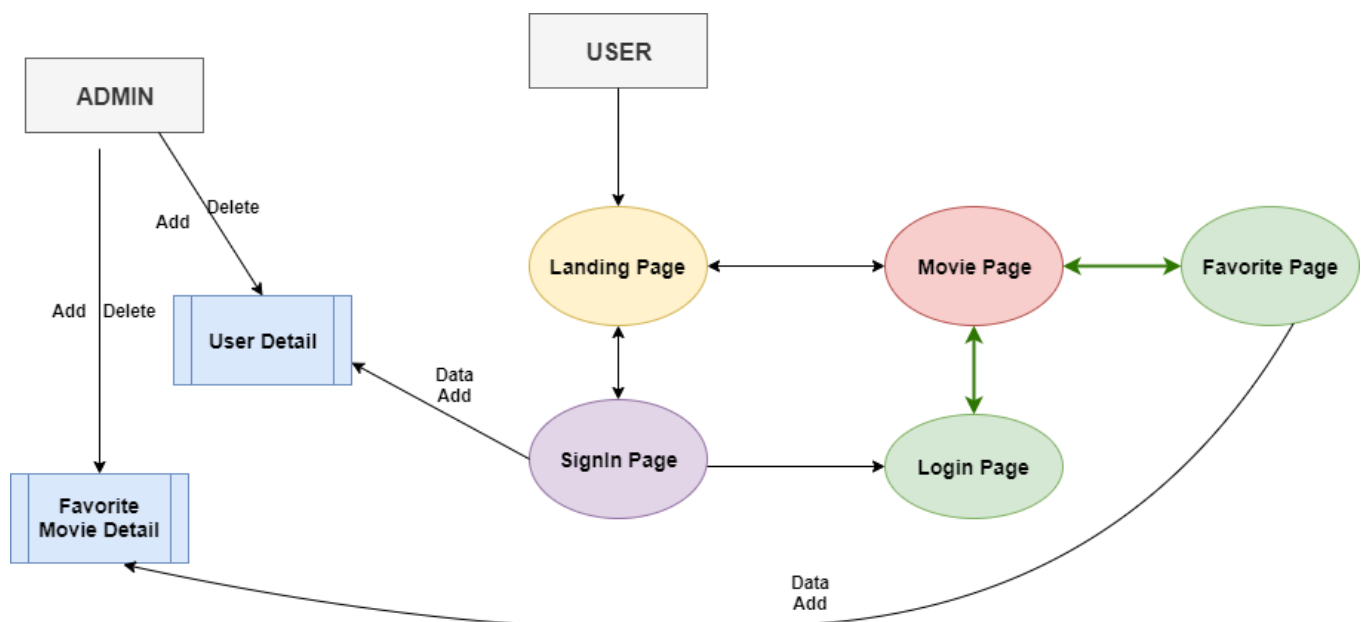 USER
ADMIN
Add
Delete
Landing Page
Movie Page
Favorite Page
Add
Delete
User Detail
Data
Add
SignIn Page
Login Page
Favorite
Movie Detail
Data
Add